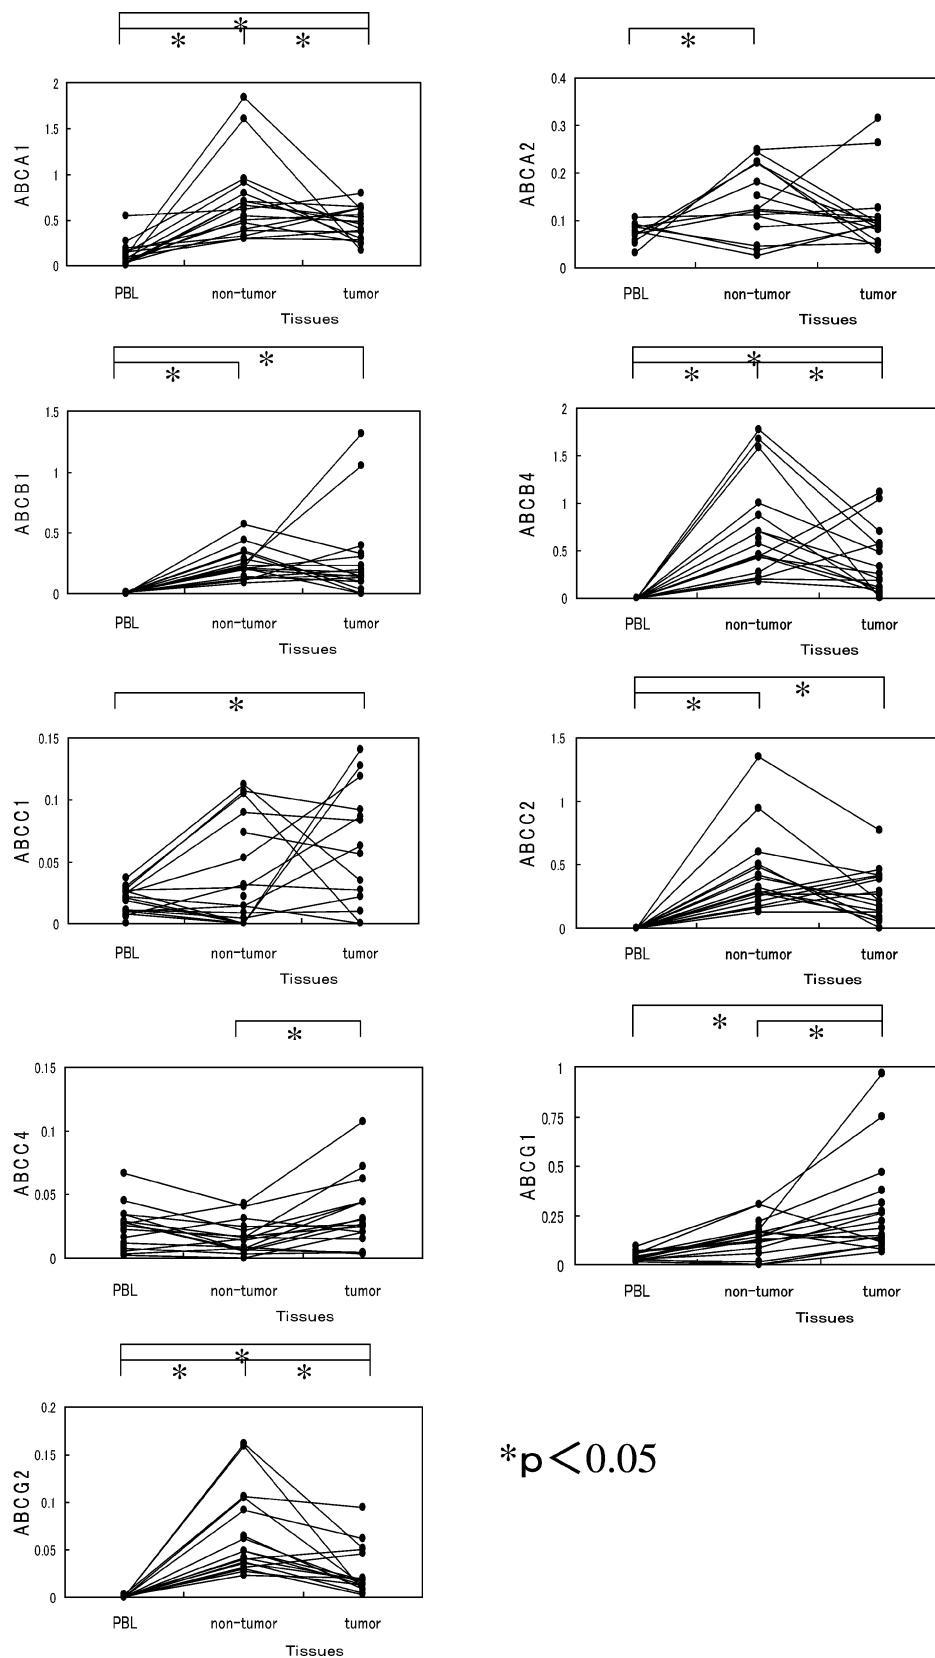 * * *
ABCA1
2
1.5
1
0.5
0
PBL non-tumor tumor
Tissues
*
ABCA2
0.4
0.3
0.2
0.1
0
PBL non-tumor tumor
Tissues
* *
ABCB1
1.5
1
0.5
0
PBL non-tumor tumor
Tissues
* * *
ABCB4
2
1.5
1
0.5
0
PBL non-tumor tumor
Tissues
*
ABCC1
0.15
0.1
0.05
0
PBL non-tumor tumor
Tissues
* *
ABCC2
1.5
1
0.5
0
PBL non-tumor tumor
Tissues
*
ABCC4
0.15
0.1
0.05
0
PBL non-tumor tumor
Tissues
* *
ABCG1
1
0.75
0.5
0.25
0
PBL non-tumor tumor
Tissues
* * *
ABCG2
0.2
0.15
0.1
0.05
0
PBL non-tumor tumor
Tissues
*p<0.05